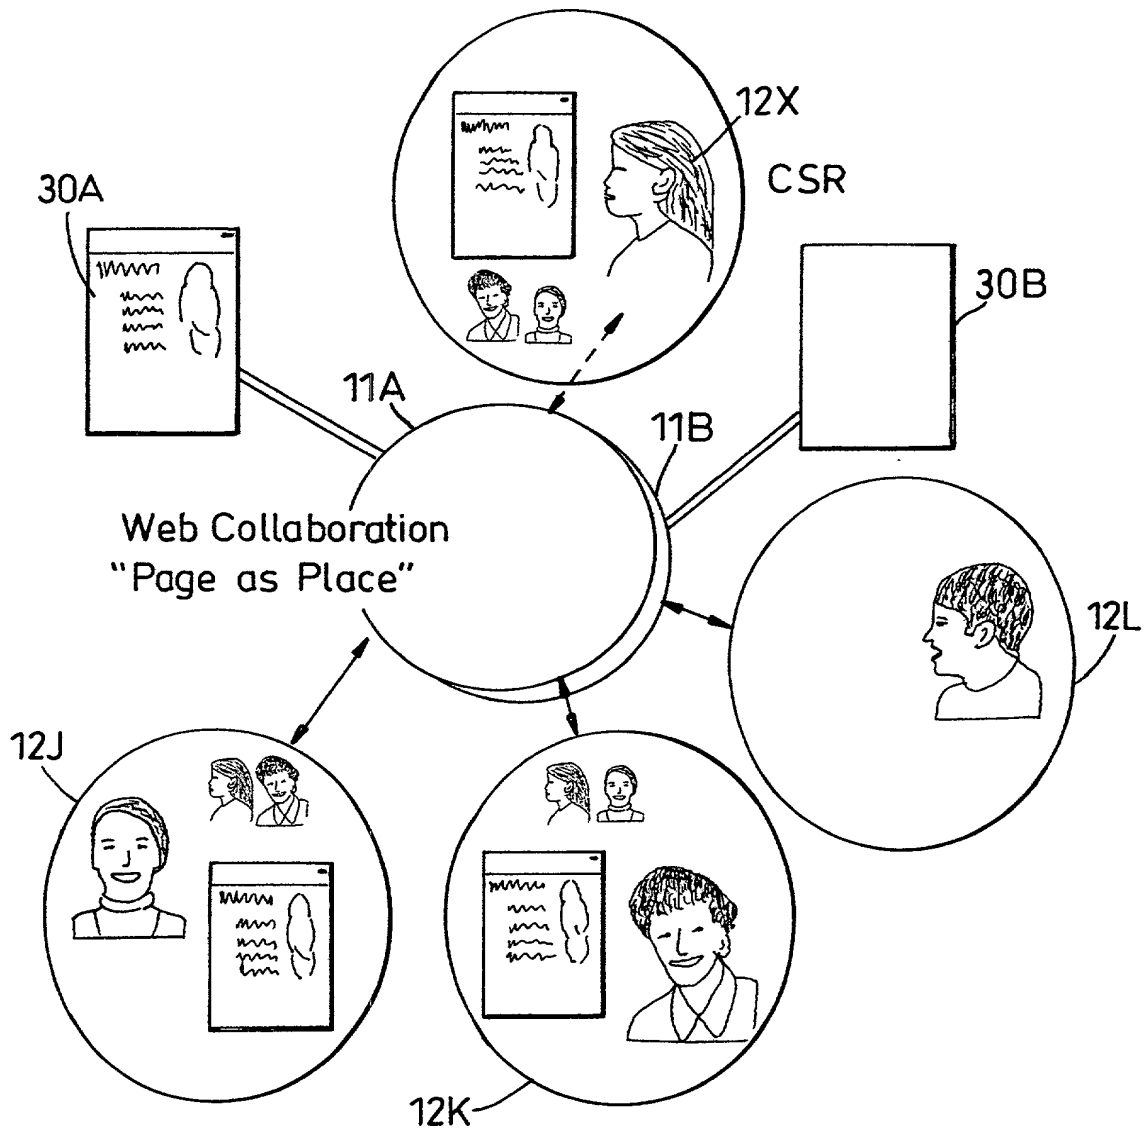 12X
CSR
30A
30B
11A
11B
Web Collaboration
"Page as Place"
12L
12J
12K